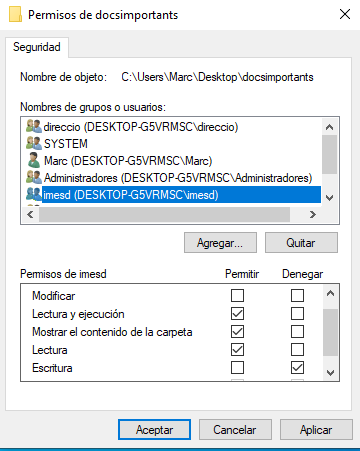 Permisos de docsimportants
Seguridad
Nombre de objeto: C:\Users\Marc\Desktop\docsimportants
Nombres de grupos o usuarios:
direccio (DESKTOP-G5VRMSC\direccio)
SYSTEM
Marc (DESKTOP-G5VRMSC\Marc)
Administradores (DESKTOP-G5VRMSC\Administradores)
imesd (DESKTOP-G5VRMSC\imesd)
Agregar... Quitar
Permisos de imesd Permitir Denegar
Modificar
Lectura y ejecución
Mostrar el contenido de la carpeta
Lectura
Escritura
Aceptar Cancelar Aplicar